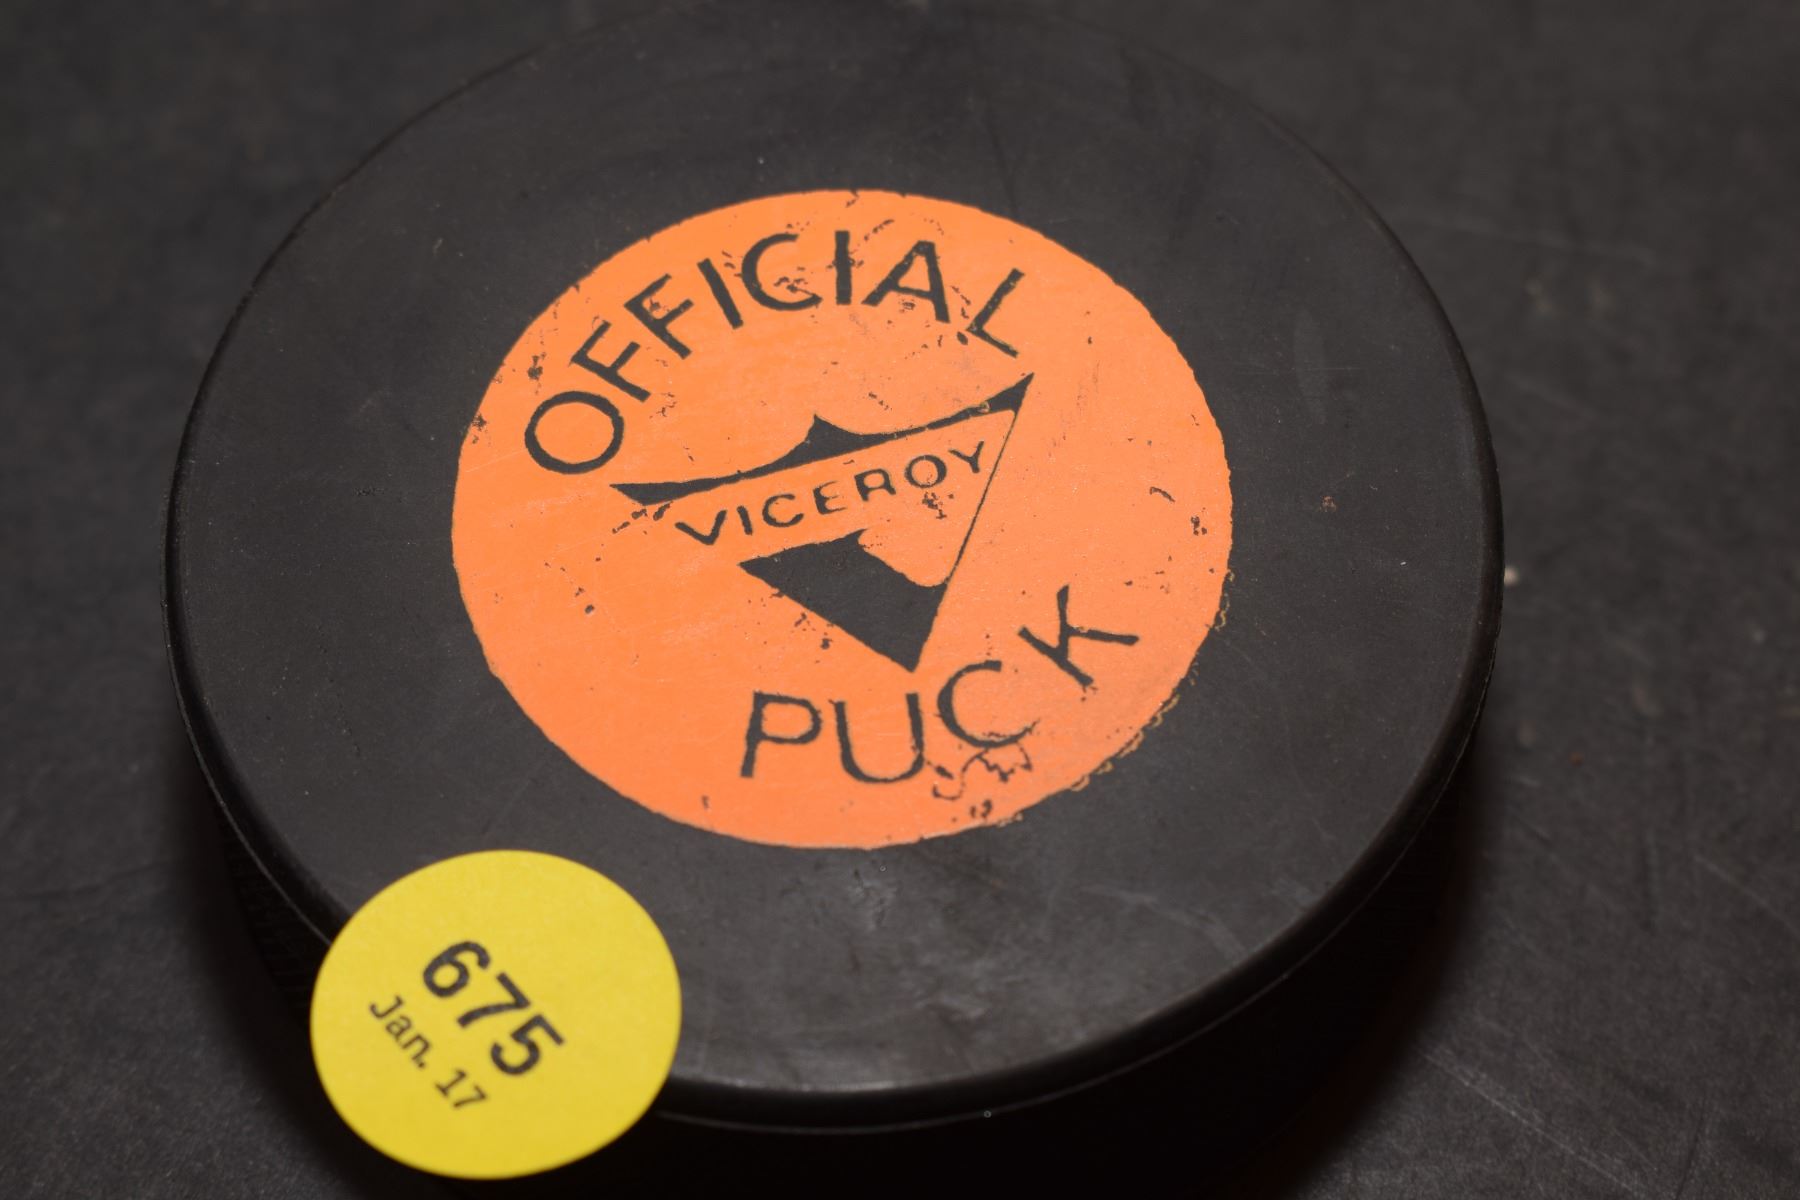 OFFICIAL
VICEROY
PUCK
675
Jan. 17